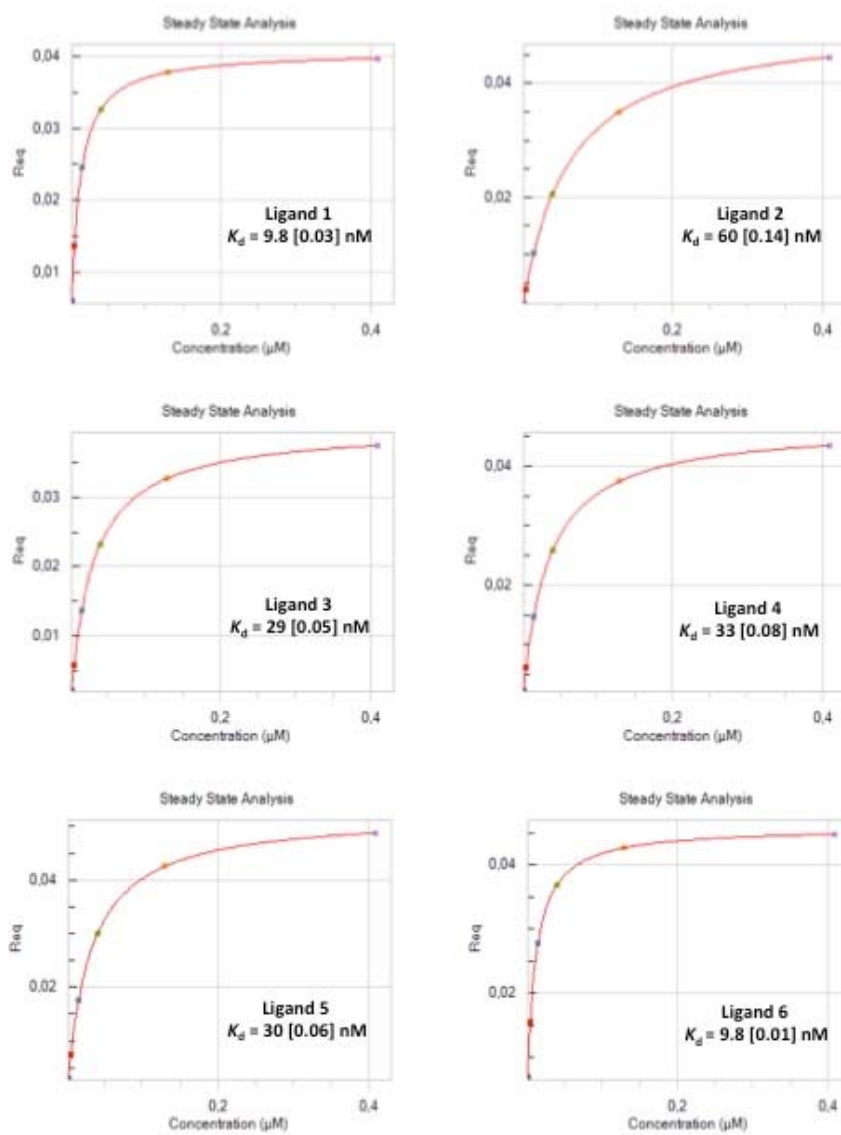 Steady State Analysis
0,04
0,03
0,02
0,01
Req
Ligand 1
Kd = 9.8 [0.03] nM
0,2
0,4
Concentration (µM)
Steady State Analysis
0,04
0,02
Req
Ligand 2
Kd = 60 [0.14] nM
0,2
0,4
Concentration (µM)
Steady State Analysis
0,03
0,02
0,01
Req
Ligand 3
Kd = 29 [0.05] nM
0,2
0,4
Concentration (µM)
Steady State Analysis
0,04
0,02
Req
Ligand 4
Kd = 33 [0.08] nM
0,2
0,4
Concentration (µM)
Steady State Analysis
0,04
0,02
Req
Ligand 5
Kd = 30 [0.06] nM
0,2
0,4
Concentration (µM)
Steady State Analysis
0,04
0,02
Req
Ligand 6
Kd = 9.8 [0.01] nM
0,2
0,4
Concentration (µM)